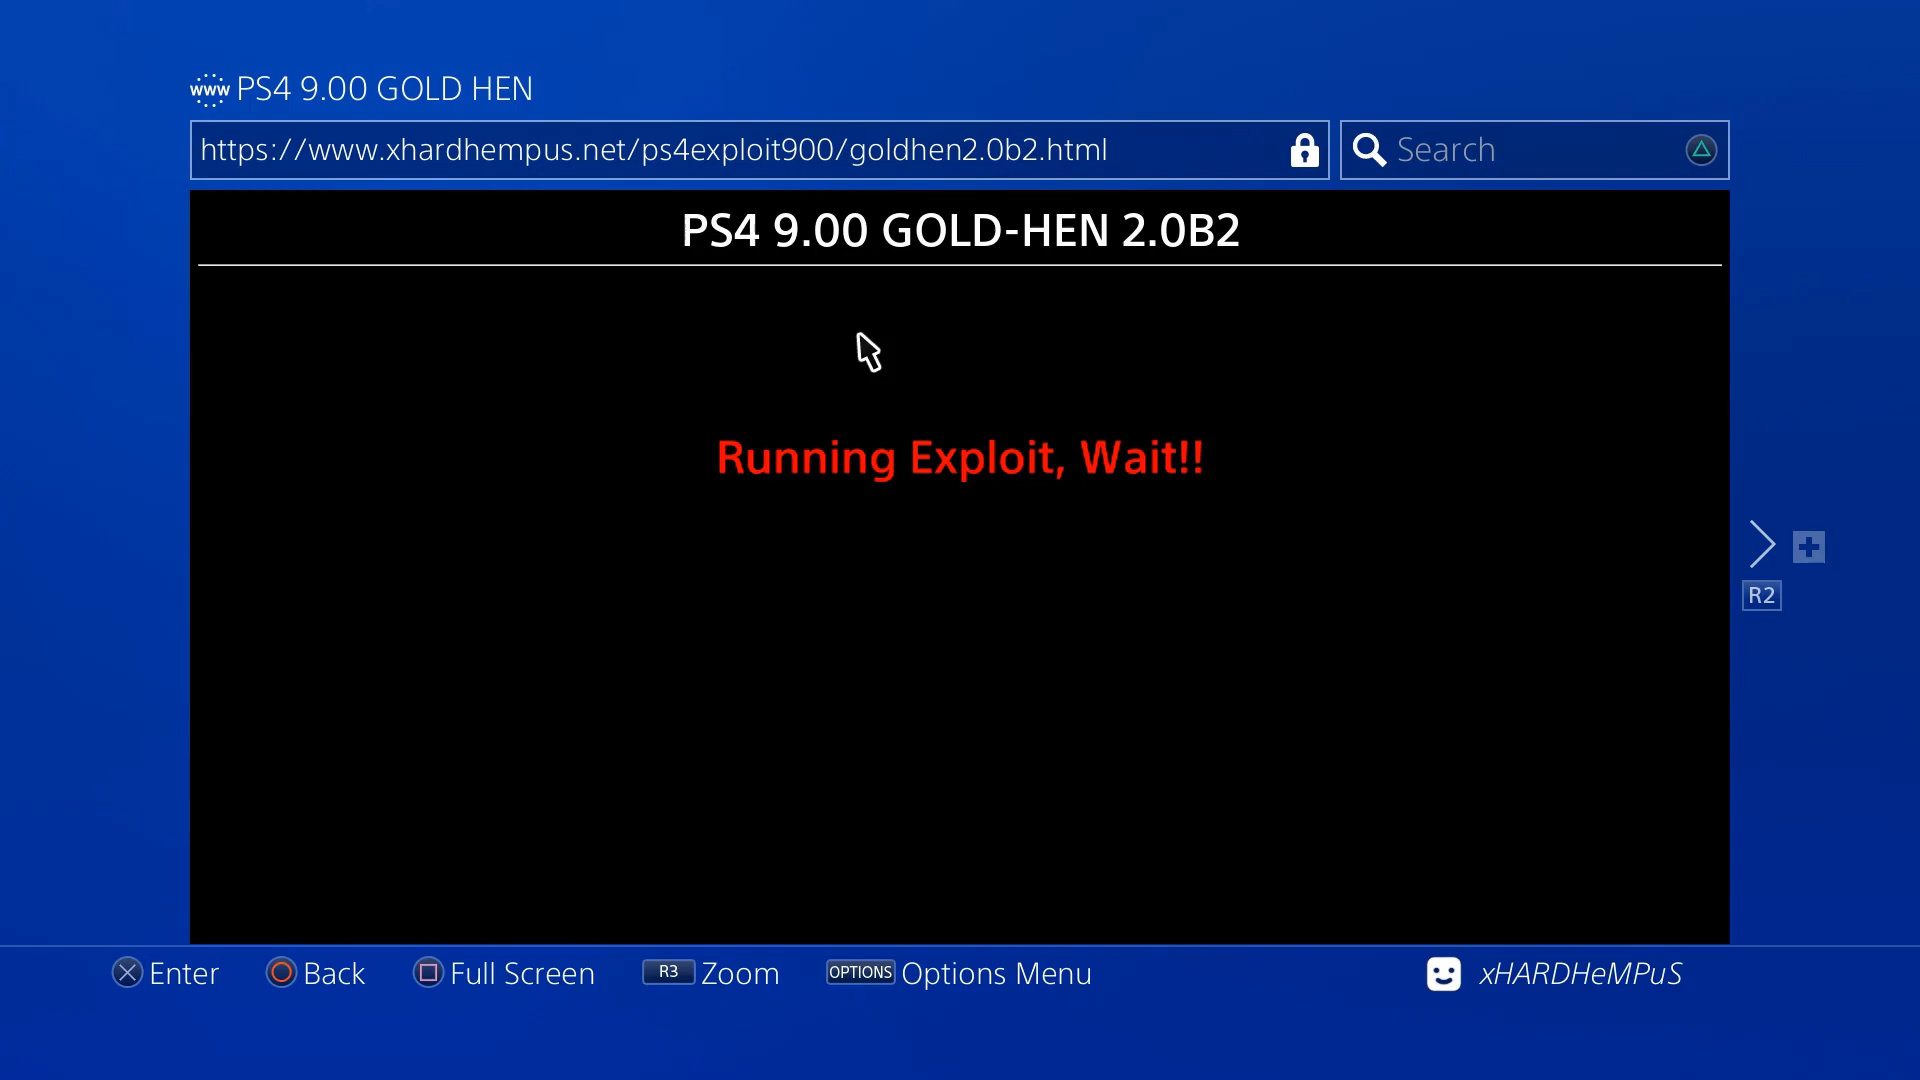 www PS4 9.00 GOLD HEN
https://www.xhardhempus.net/ps4exploit900/goldhen2.0b2.html Search
PS4 9.00 GOLD-HEN 2.0B2
Running Exploit, Wait!!
R2
Enter Back Full Screen R3 Zoom OPTIONS Options Menu xHARDHeMPuS